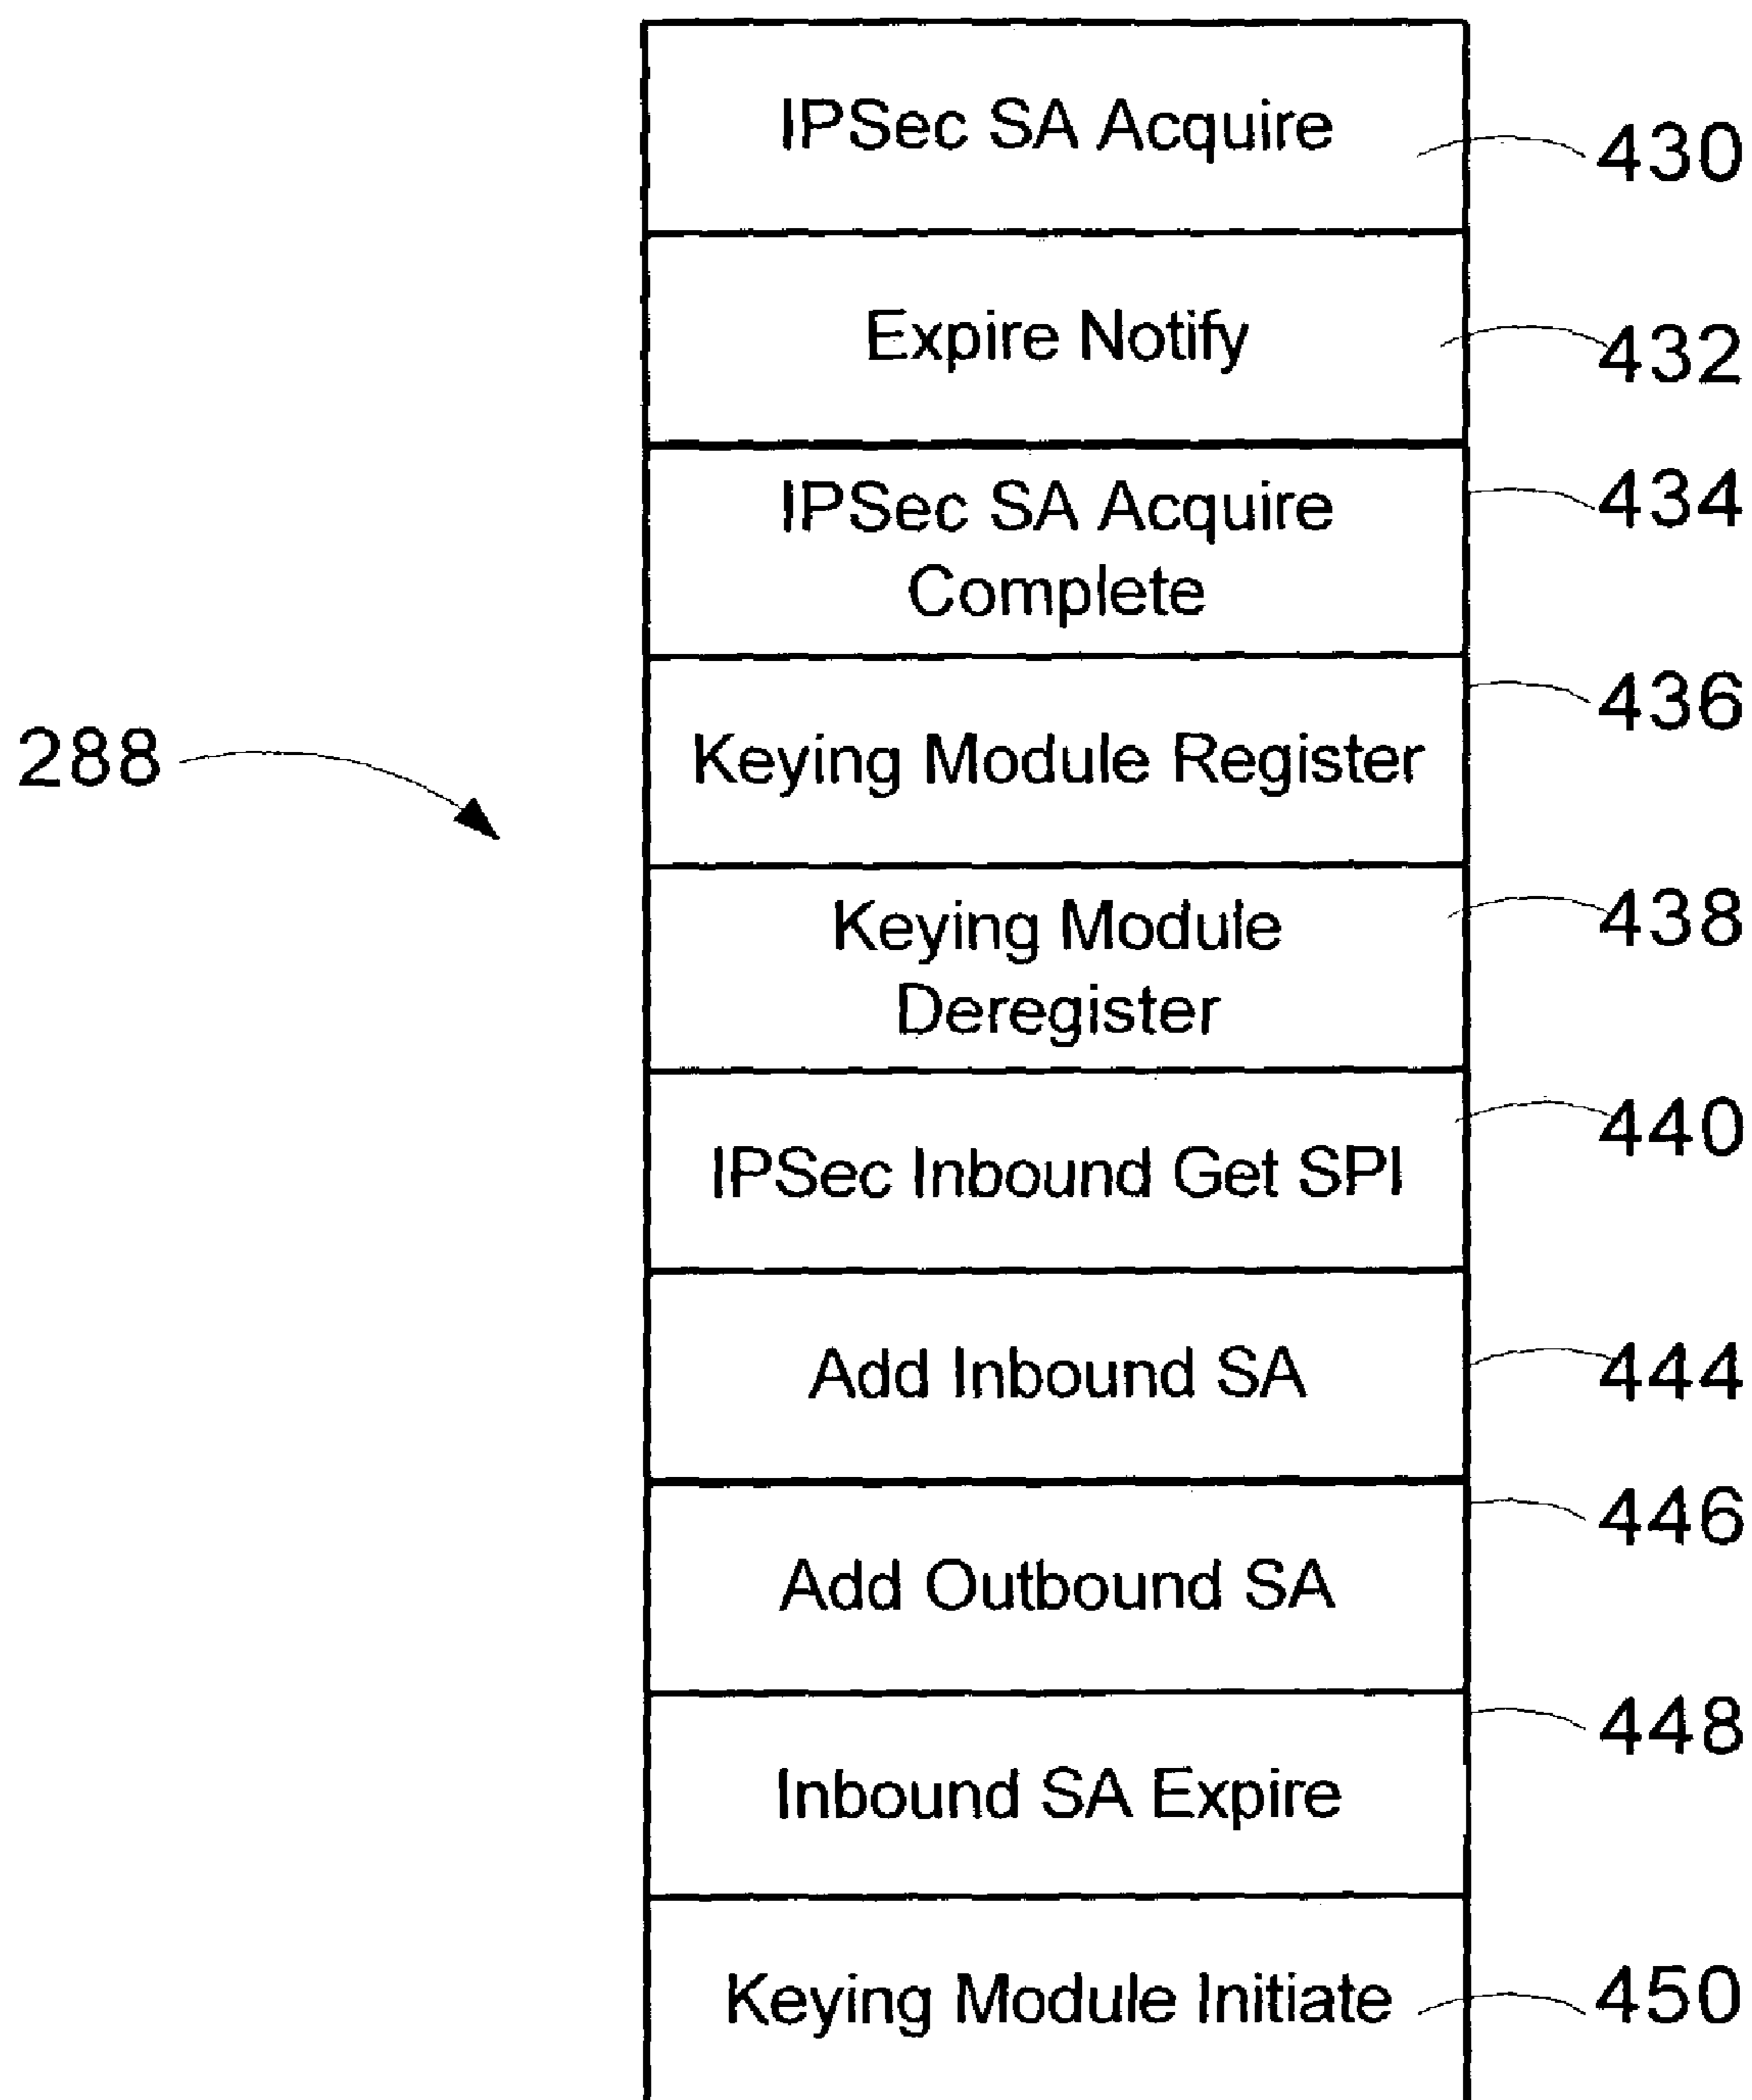 IPSec SA Acquire
430
Expire Notify
432
IPSec SA Acquire
Complete
434
Keying Module Register
436
288
Keying Module
Deregister
438
IPSec Inbound Get SPI
440
Add Inbound SA
444
Add Outbound SA
446
Inbound SA Expire
448
Keying Module Initiate
450